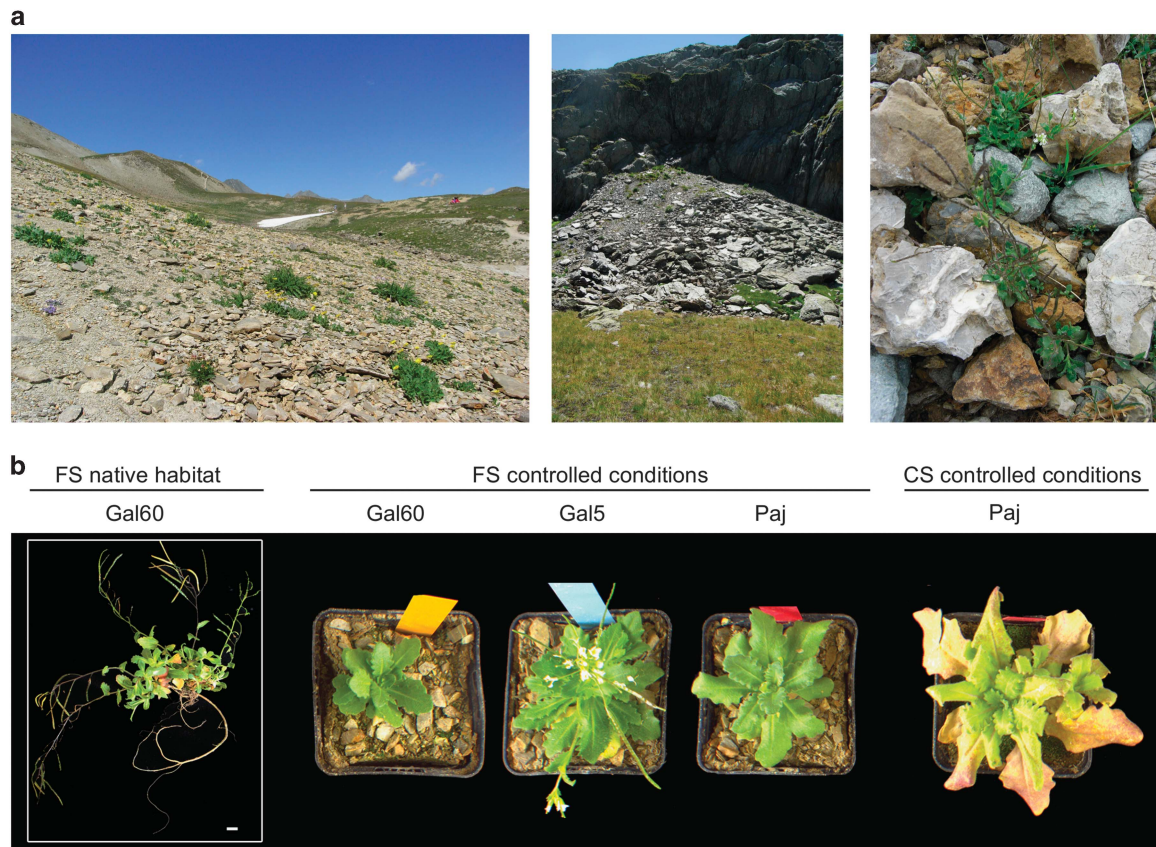 a
b
FS native habitat
FS controlled conditions
CS controlled conditions
Gal60
Gal60
Gal5
Paj
Paj